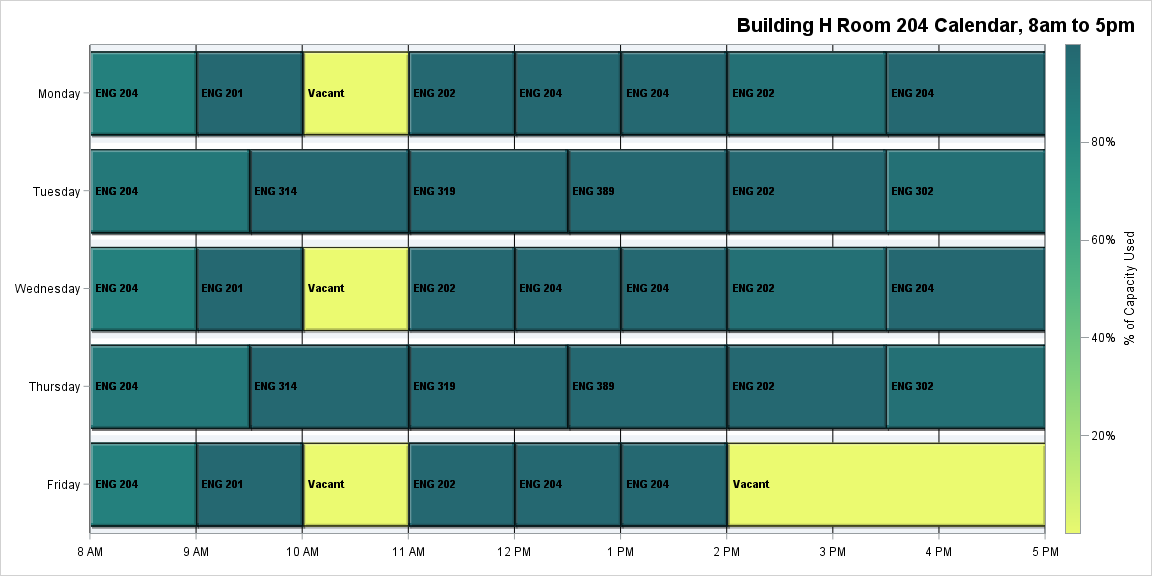 Building H Room 204 Calendar, 8am to 5pm
Monday ENG 204 ENG 201 Vacant ENG 202 ENG 204 ENG 204 ENG 202 ENG 204
Tuesday ENG 204 ENG 314 ENG 319 ENG 389 ENG 202 ENG 302
Wednesday ENG 204 ENG 201 Vacant ENG 202 ENG 204 ENG 204 ENG 202 ENG 204
Thursday ENG 204 ENG 314 ENG 319 ENG 389 ENG 202 ENG 302
Friday ENG 204 ENG 201 Vacant ENG 202 ENG 204 ENG 204 Vacant
8 AM 9 AM 10 AM 11 AM 12 PM 1 PM 2 PM 3 PM 4 PM 5 PM
80%
60%
40%
20%
% of Capacity Used